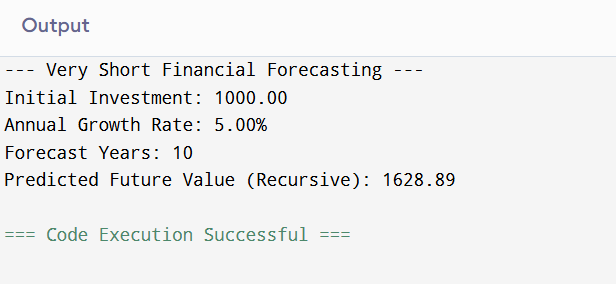 Output
--- Very Short Financial Forecasting ---
Initial Investment: 1000.00
Annual Growth Rate: 5.00%
Forecast Years: 10
Predicted Future Value (Recursive): 1628.89
=== Code Execution Successful ===